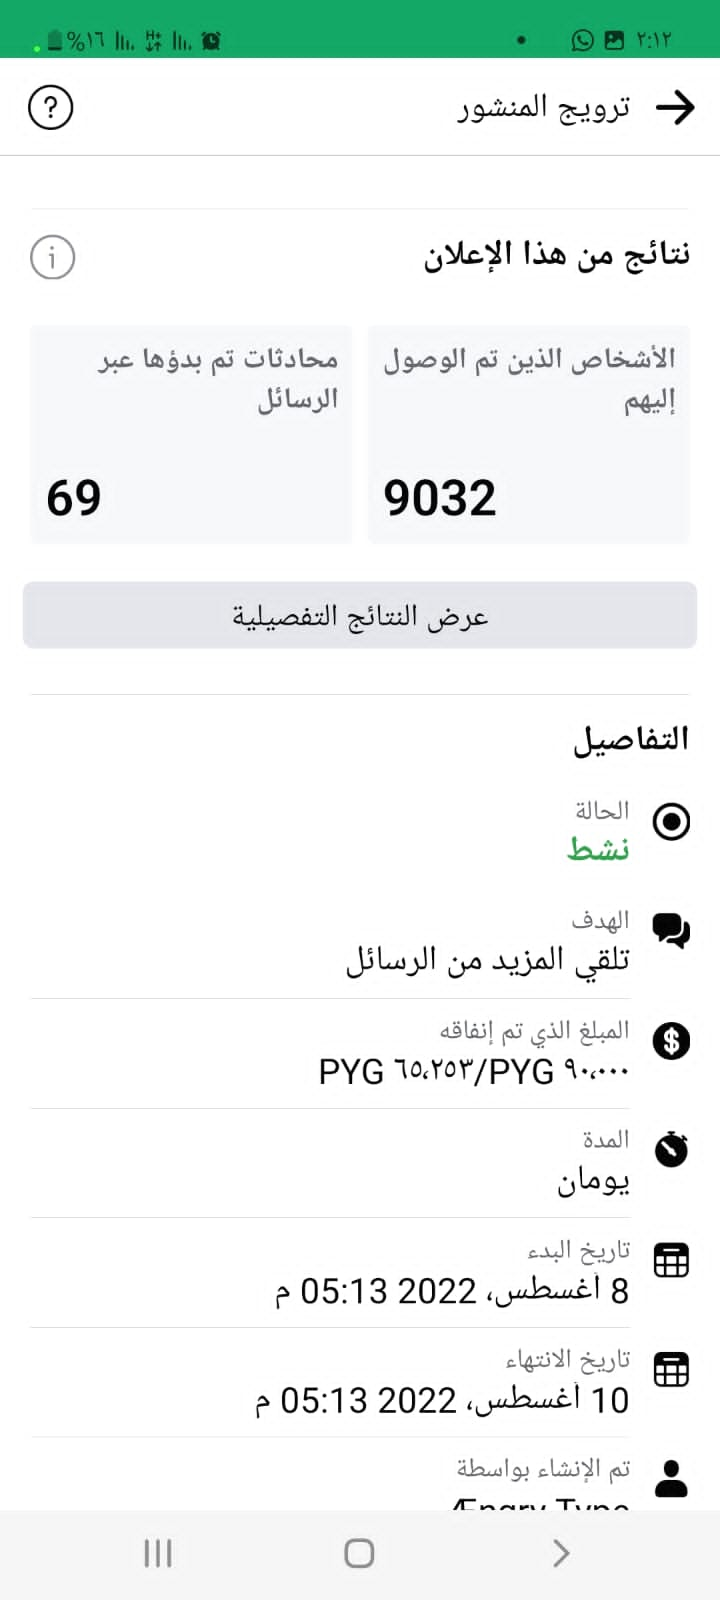 %١٦ H+ ٢:١٢
ترويج المنشور
?
نتائج من هذا الإعلان
i
الأشخاص الذين تم الوصول
إليهم
9032
محادثات تم بدؤها عبر
الرسائل
69
عرض النتائج التفصيلية
التفاصيل
الحالة
نشط
الهدف
تلقي المزيد من الرسائل
$
المبلغ الذي تم إنفاقه
PYG ٦٥،٢٥٣/PYG ٩٠،٠٠٠
المدة
يومان
تاريخ البدء
8 أغسطس، 2022 05:13 م
تاريخ الانتهاء
10 أغسطس، 2022 05:13 م
تم الإنشاء بواسطة
Ængry Type